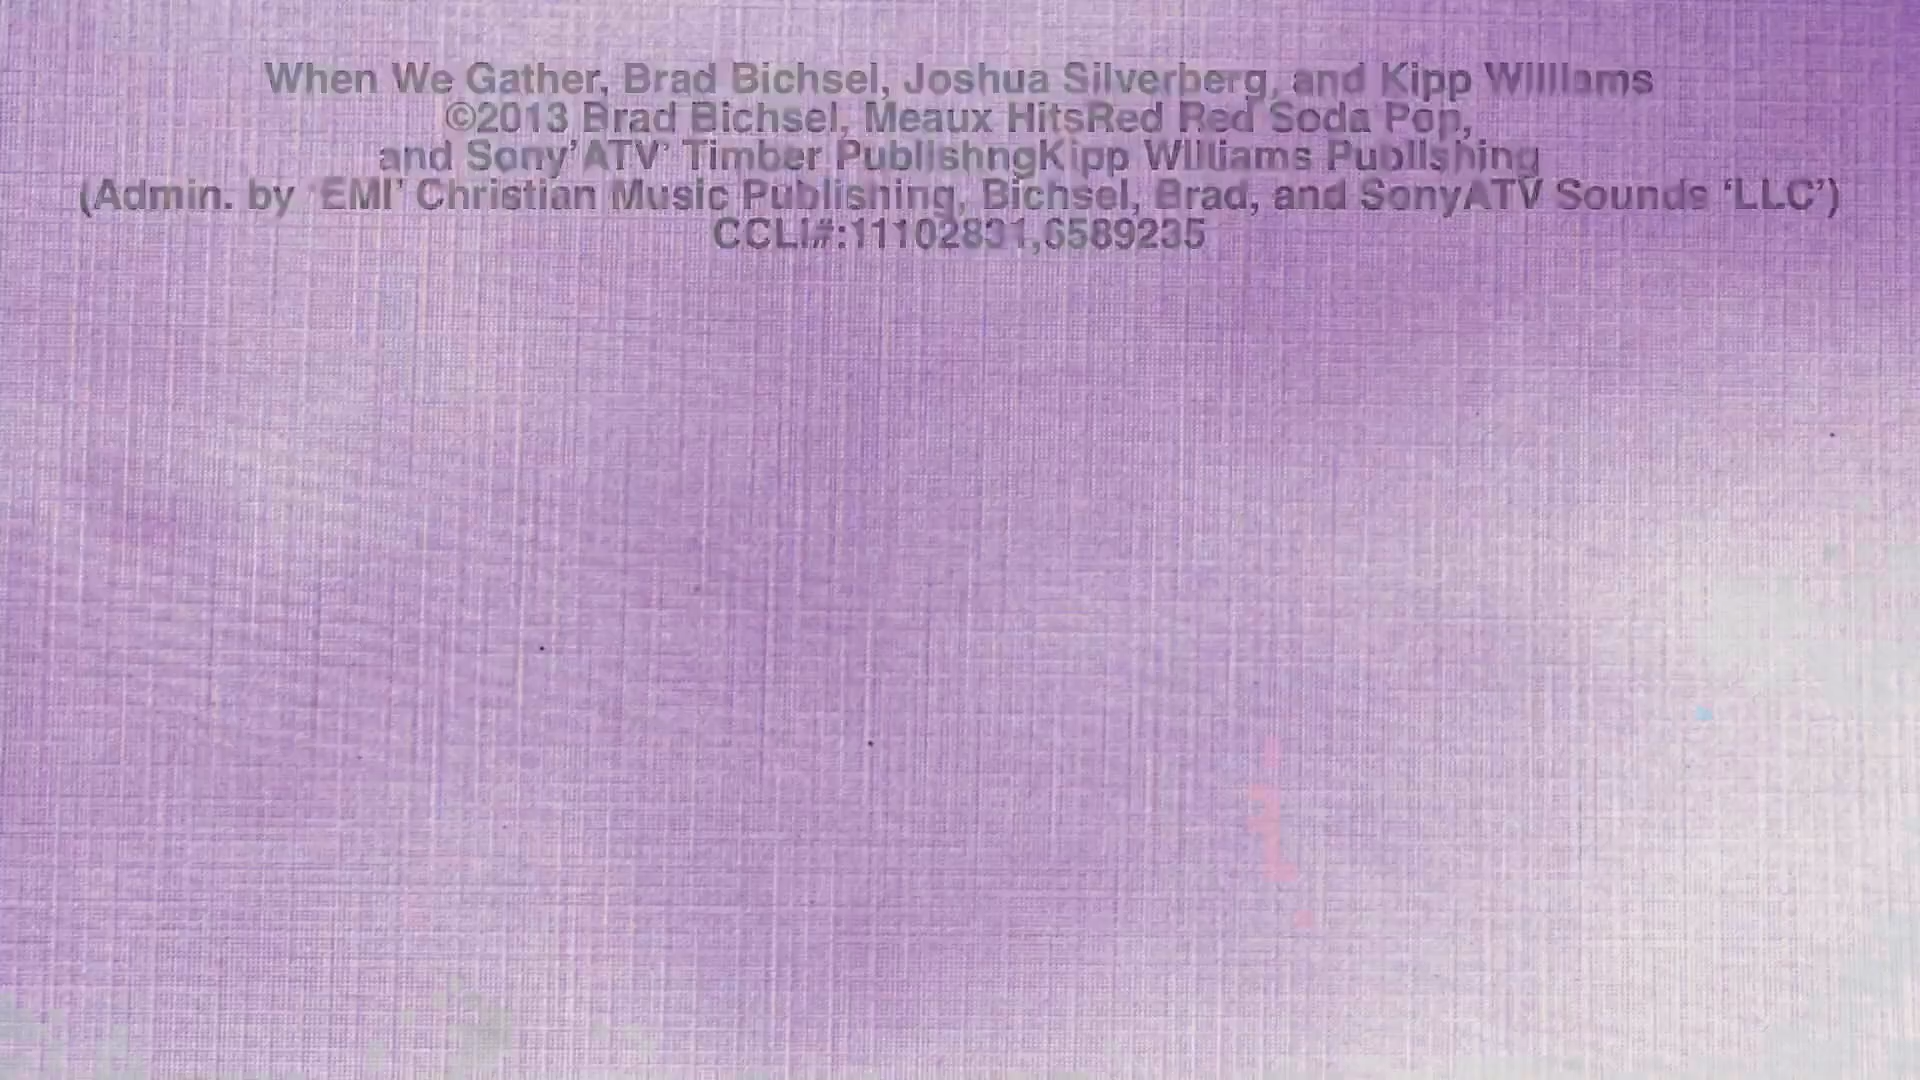 When We Gather, Brad Bichsel, Joshua Silverberg, and Kipp Williams
©2013 Brad Bichsel, Meaux HitsRed Red Soda Pop,
and Sony’ATV’ Timber PublishngKipp Williams Publishing
(Admin. by ‘EMI’ Christian Music Publishing, Bichsel, Brad, and SonyATV Sounds ‘LLC’)
CCLI#:11102831,6589235